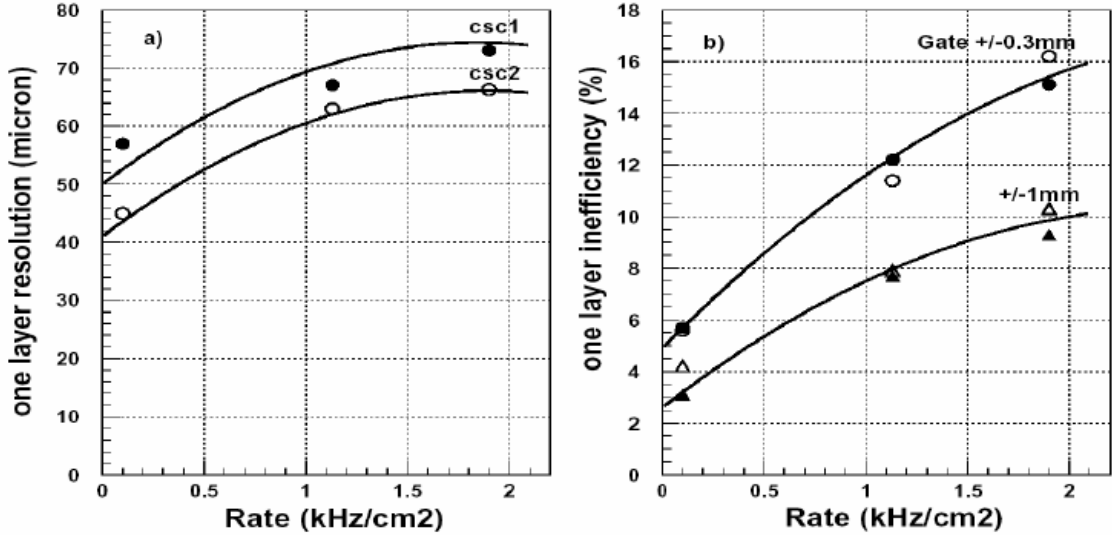 80
70
60
50
40
30
20
10
0
one layer resolution (micron)
a)
csc1
csc2
0 0.5 1 1.5 2
Rate (kHz/cm2)
18
16
14
12
10
8
6
4
2
0
one layer inefficiency (%)
b)
Gate +/-0.3mm
+/-1mm
0 0.5 1 1.5 2
Rate (kHz/cm2)